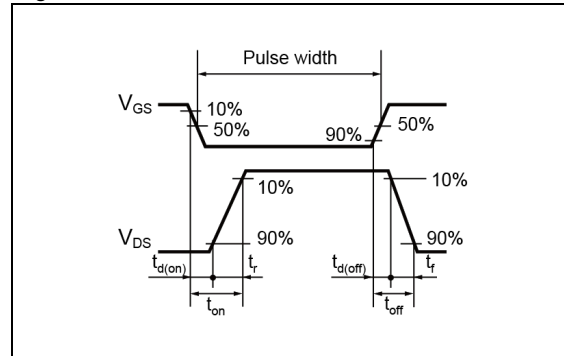 Pulse width
VGS
10%
50%
90%
50%
10%
10%
VDS
90%
90%
td(on)
tr
td(off)
tf
ton
toff